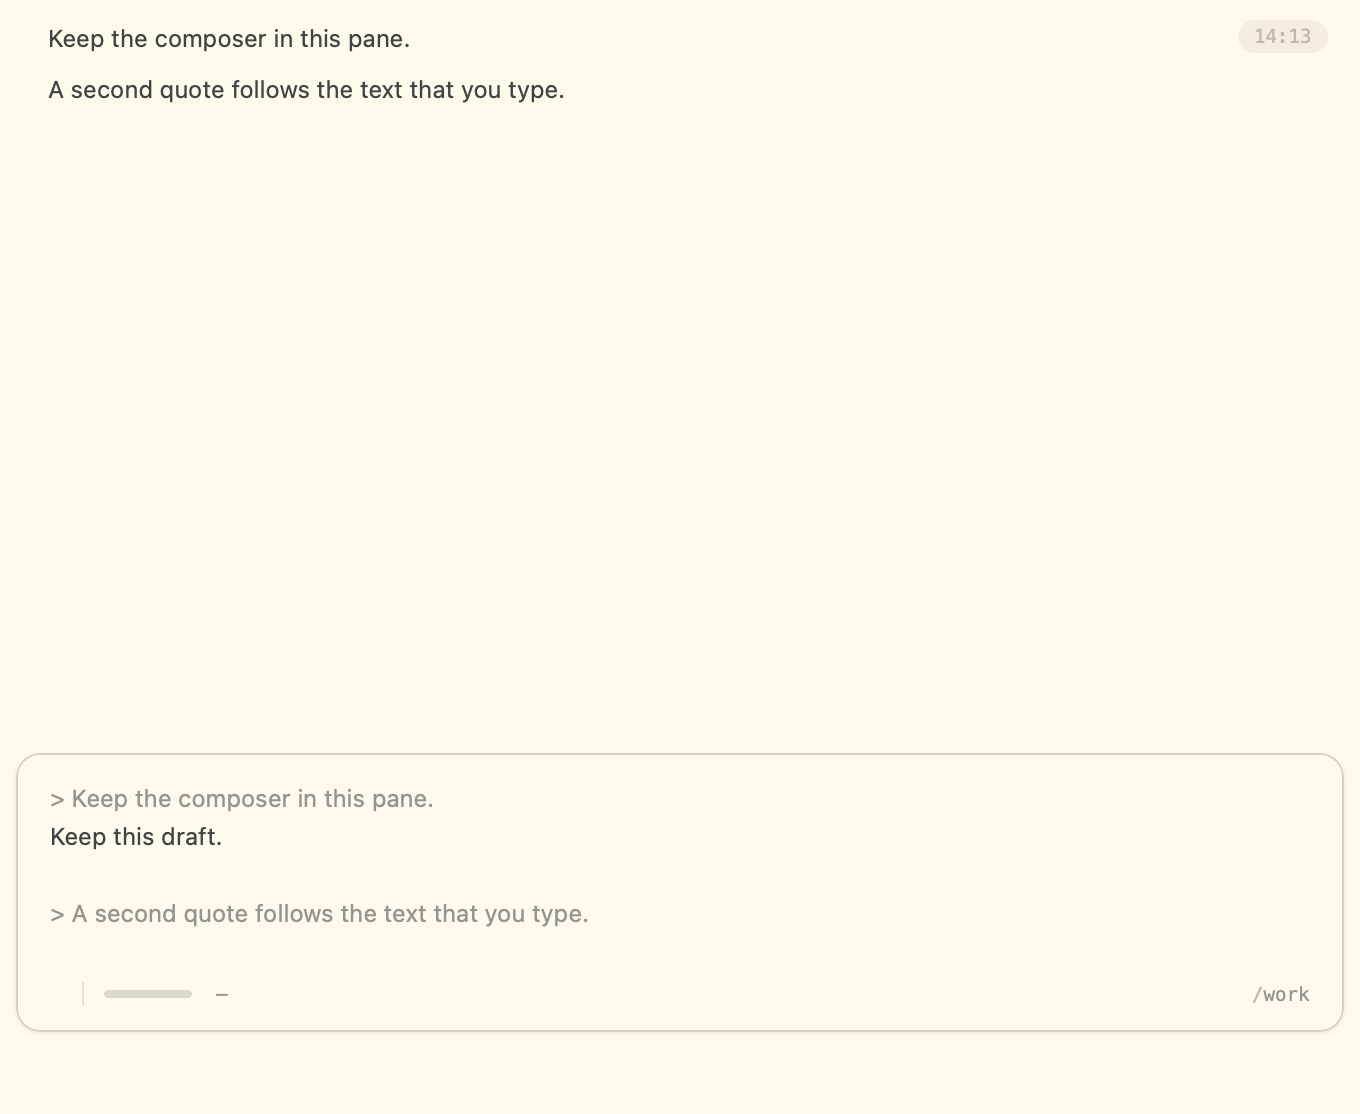 Keep the composer in this pane.
14:13
A second quote follows the text that you type.
> Keep the composer in this pane.
Keep this draft.
> A second quote follows the text that you type.
–
/work